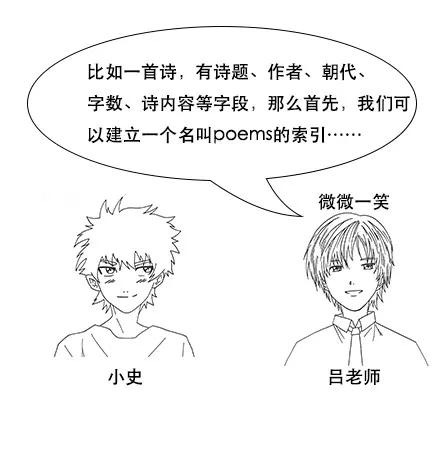 比如一首诗，有诗题、作者、朝代、
字数、诗内容等字段，那么首先，我们可
以建立一个名叫poems的索引……
微微一笑
小史
吕老师